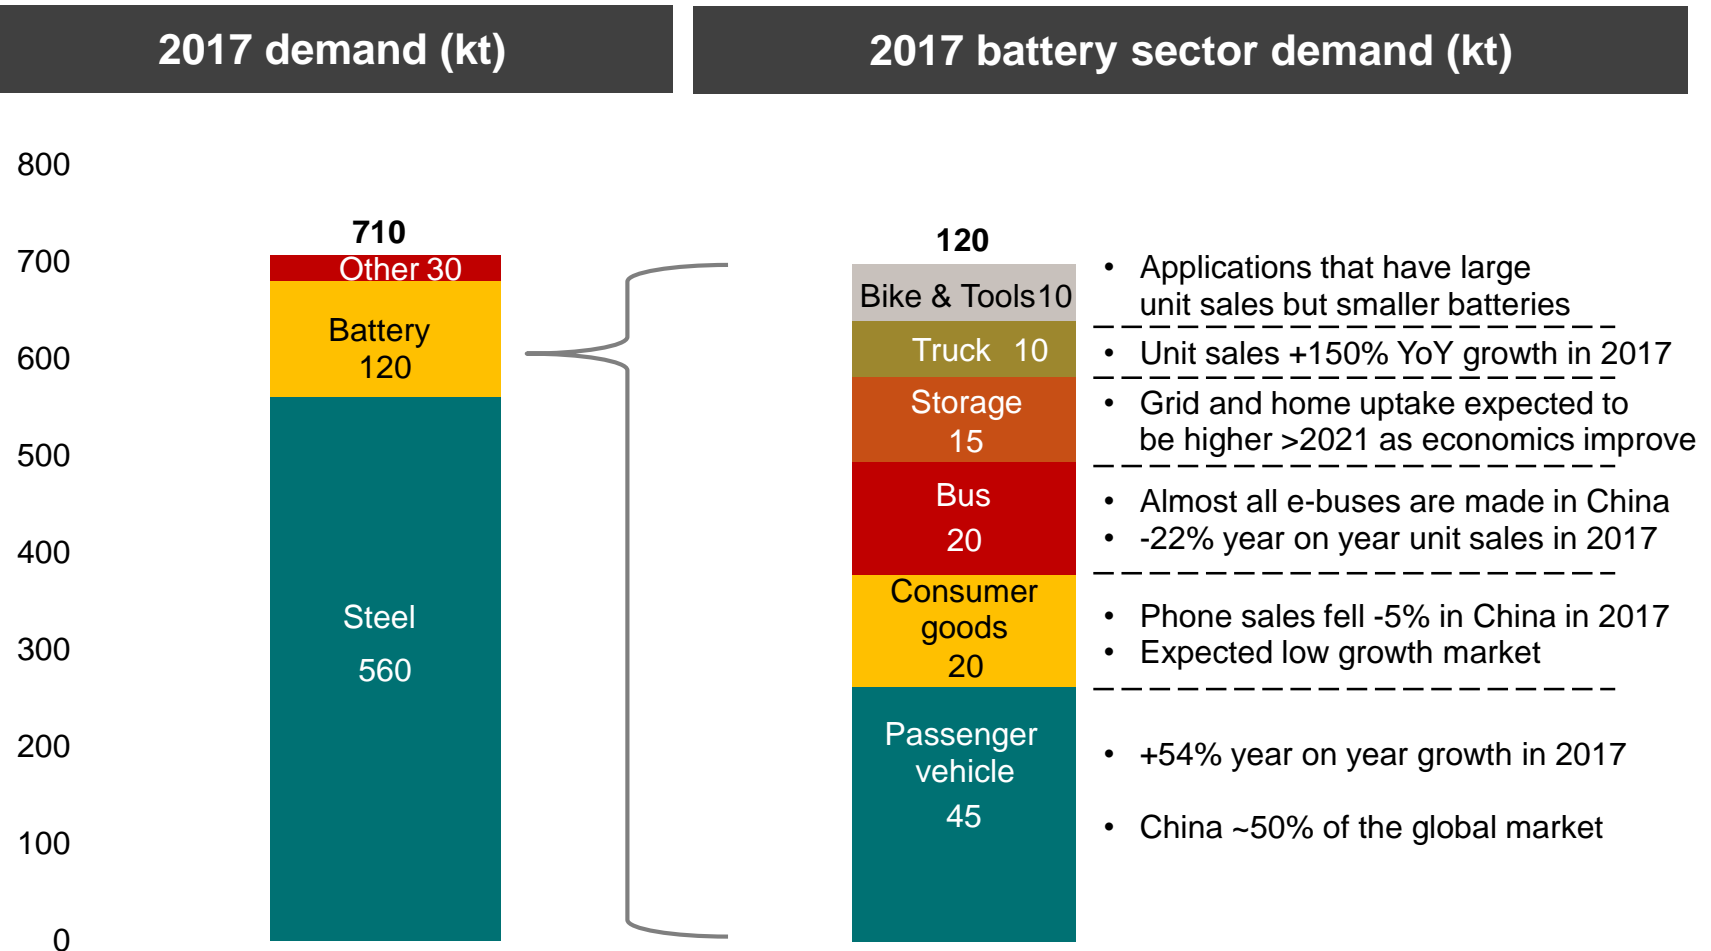 2017 demand (kt)
2017 battery sector demand (kt)
800
700
600
500
400
300
200
100
0
710
Other 30
Battery
120
Steel
560
120
Bike & Tools10
Truck 10
Storage
15
Bus
20
Consumer
goods
20
Passenger
vehicle
45
• Applications that have large
unit sales but smaller batteries
• Unit sales +150% YoY growth in 2017
• Grid and home uptake expected to
be higher >2021 as economics improve
• Almost all e-buses are made in China
• -22% year on year unit sales in 2017
• Phone sales fell -5% in China in 2017
• Expected low growth market
• +54% year on year growth in 2017
• China ~50% of the global market